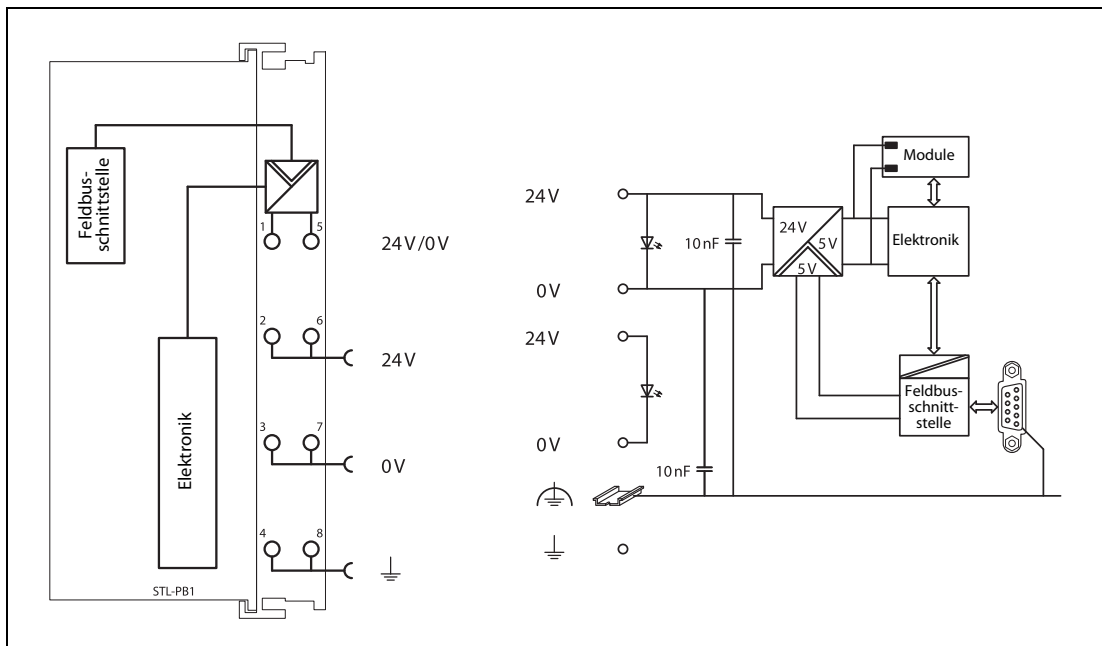 Feldbus-
schnittstelle
1
5
24V/0V
2
6
24V
3
7
0V
4
8
Elektronik
STL-PB1
24V
10nF
0V
24V
0V
10nF
24V
5V
5V
Module
Elektronik
Feldbus-
schnitt-
stelle